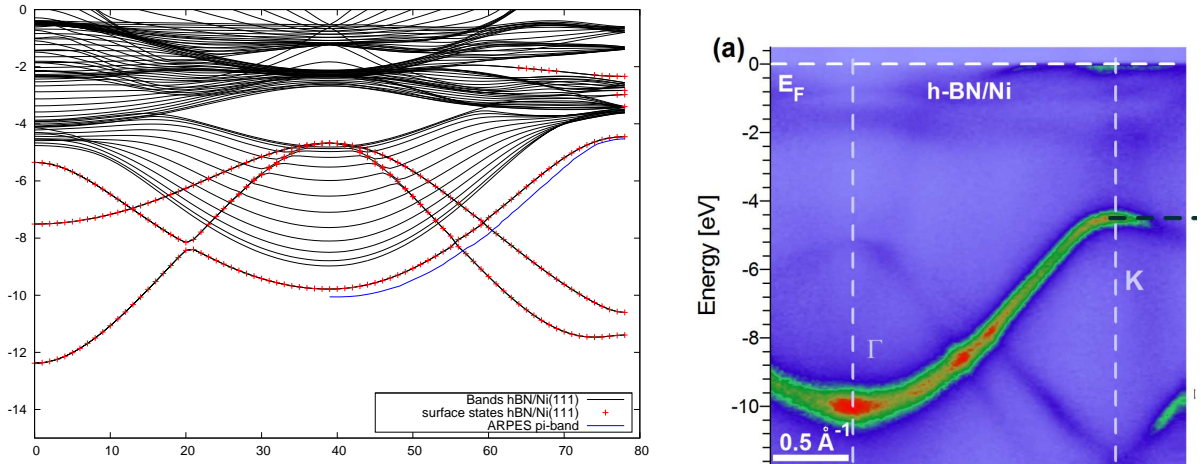 0
-2
-4
-6
-8
-10
-12
-14
0 10 20 30 40 50 60 70 80
Bands hBN/Ni(111)
surface states hBN/Ni(111)
ARPES pi-band
(a)
0
-2
-4
-6
-8
-10
Energy [eV]
E_F
h-BN/Ni
Γ
K
0.5 Å⁻¹